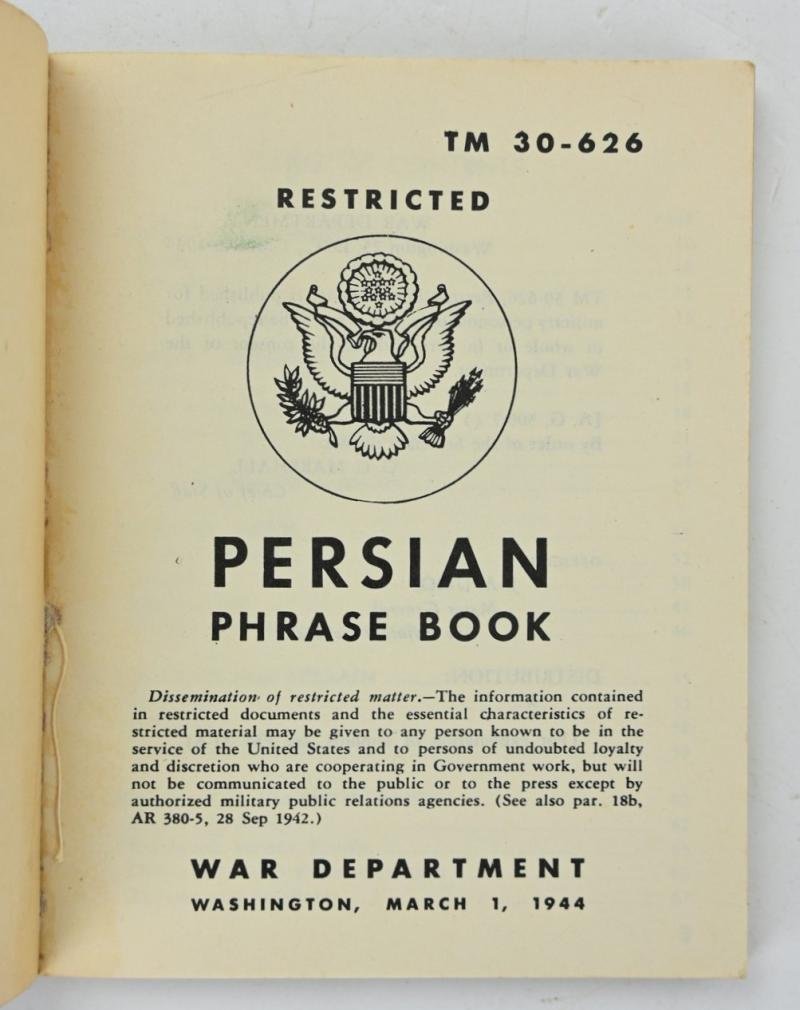 TM 30-626
RESTRICTED
PERSIAN
PHRASE BOOK
Dissemination of restricted matter.—The information contained
in restricted documents and the essential characteristics of re-
stricted material may be given to any person known to be in the
service of the United States and to persons of undoubted loyalty
and discretion who are cooperating in Government work, but will
not be communicated to the public or to the press except by
authorized military public relations agencies. (See also par. 18b,
AR 380-5, 28 Sep 1942.)
WAR DEPARTMENT
WASHINGTON, MARCH 1, 1944